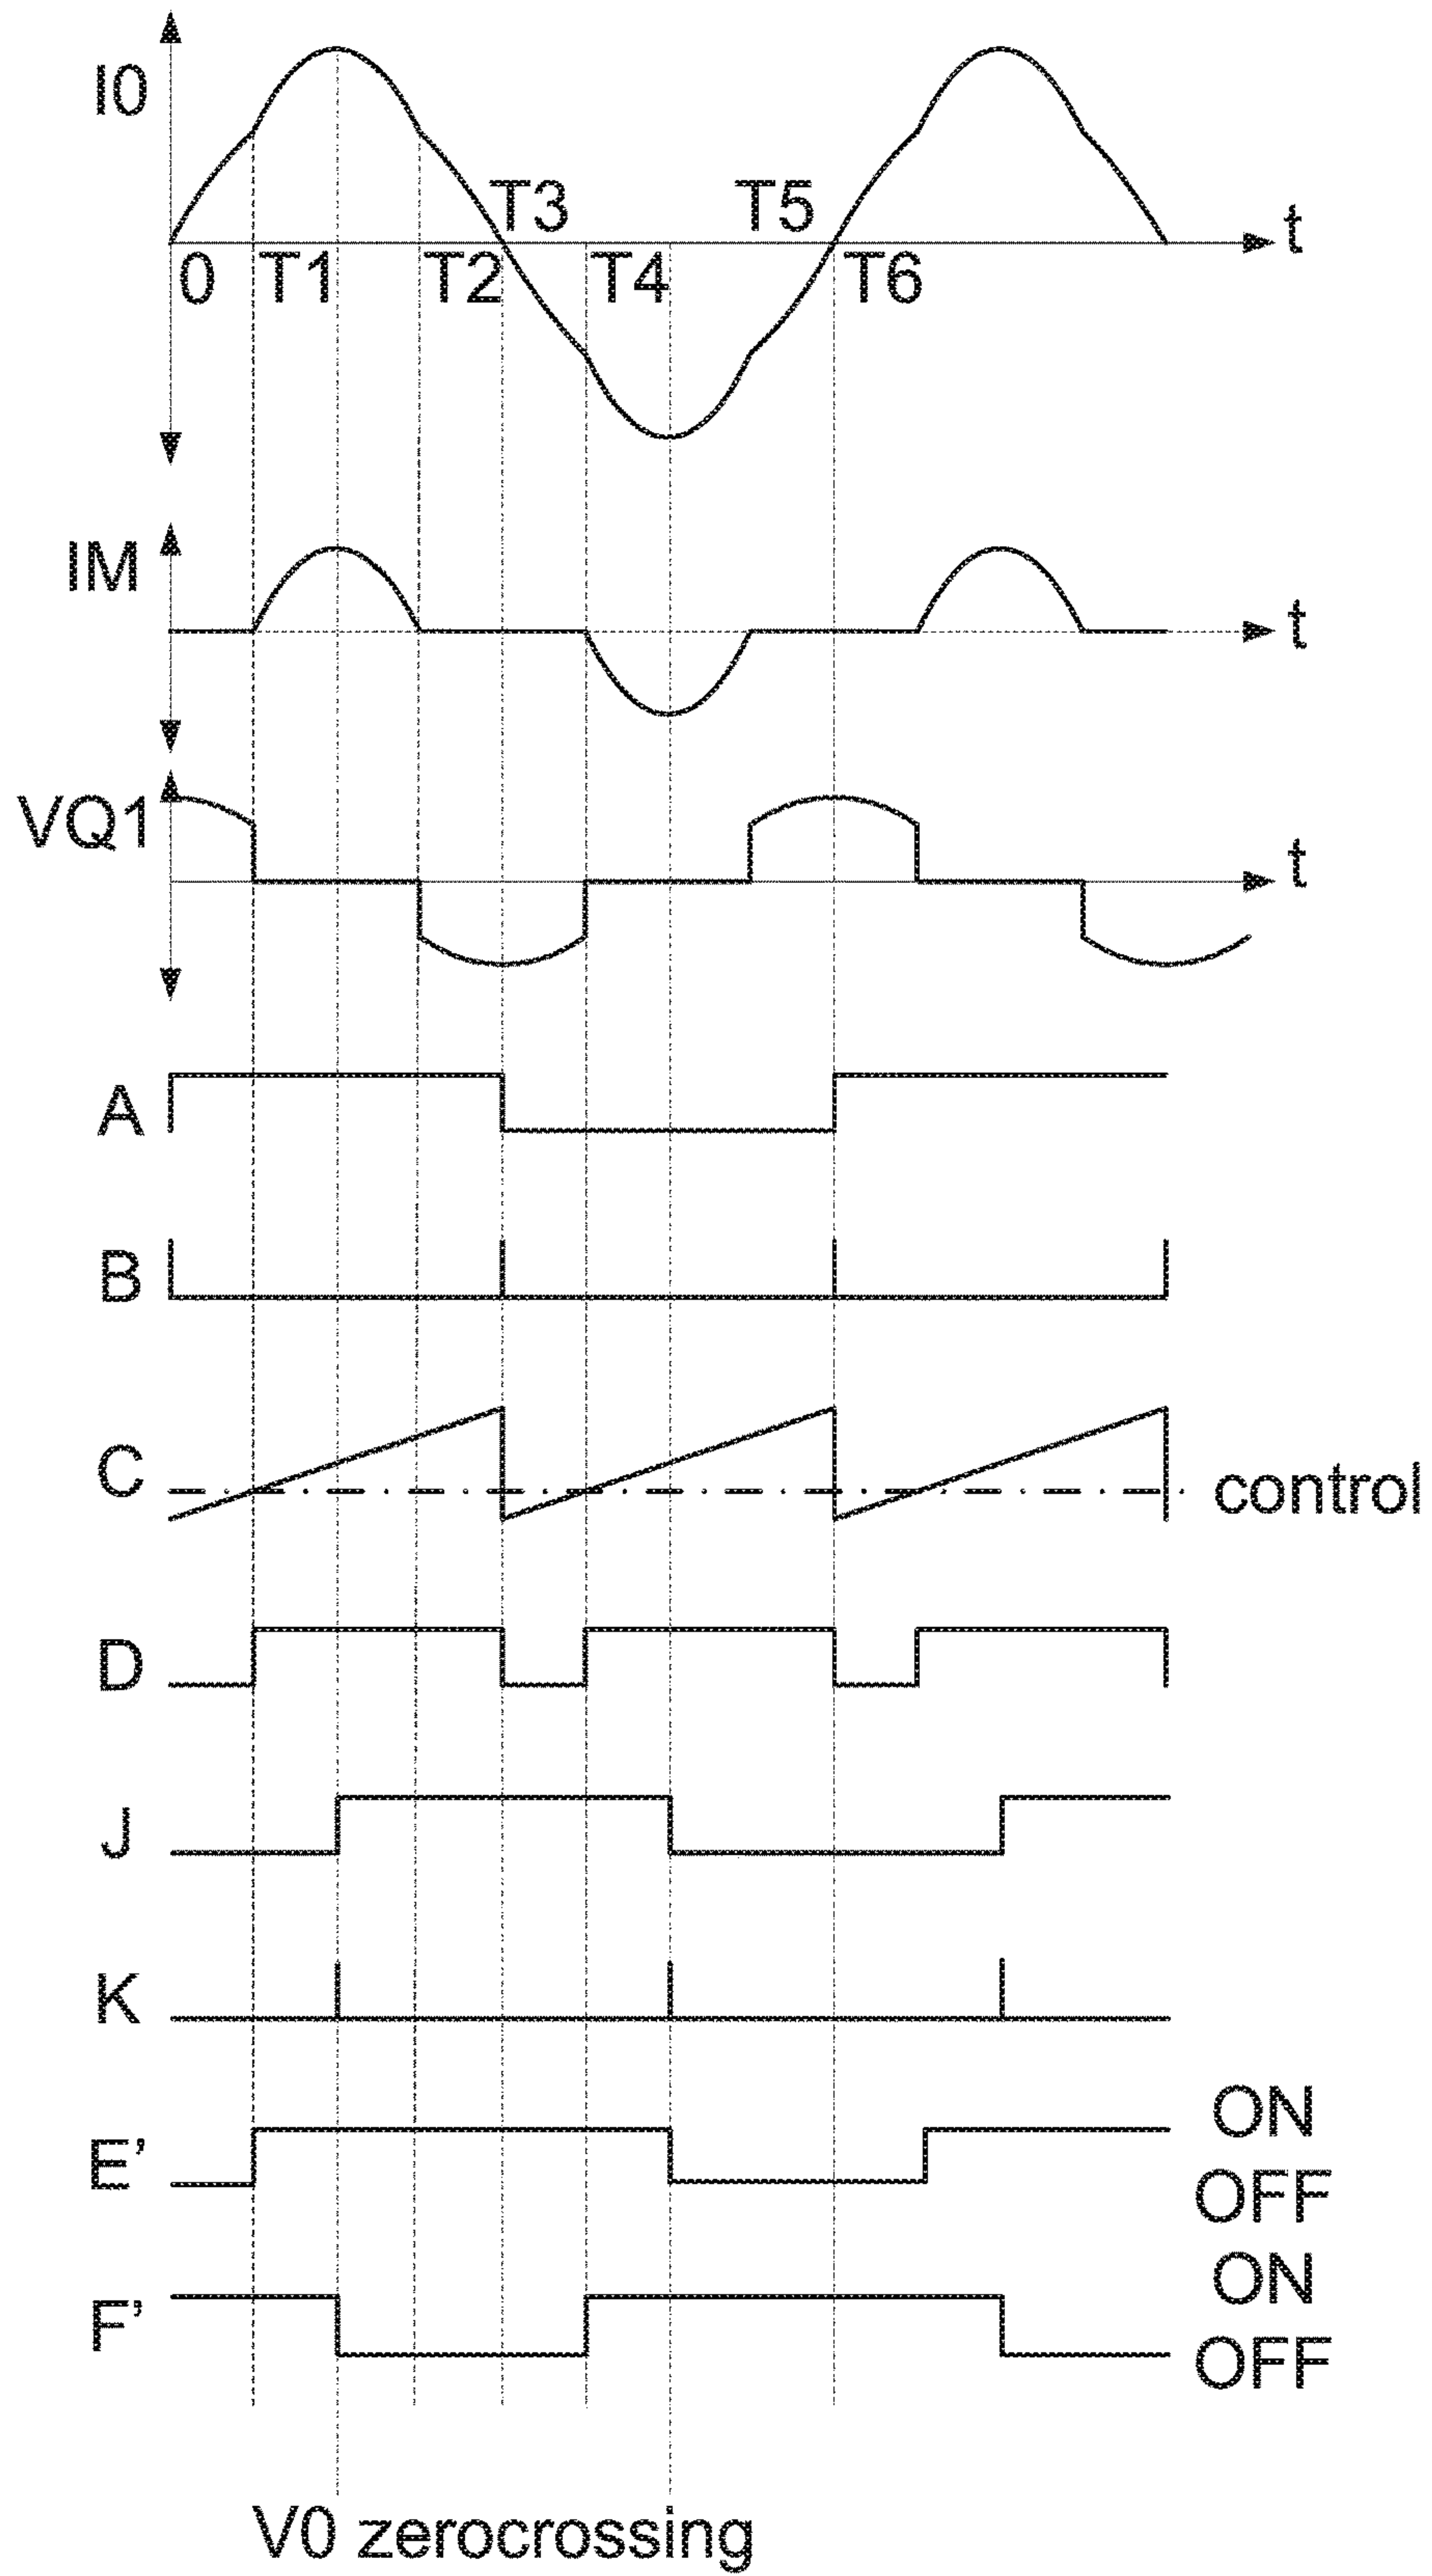 I0
T3
T5
t
0
T1
T2
T4
T6
IM
t
VQ1
t
A
B
C
control
D
J
K
E’
ON
OFF
F’
ON
OFF
V0 zerocrossing